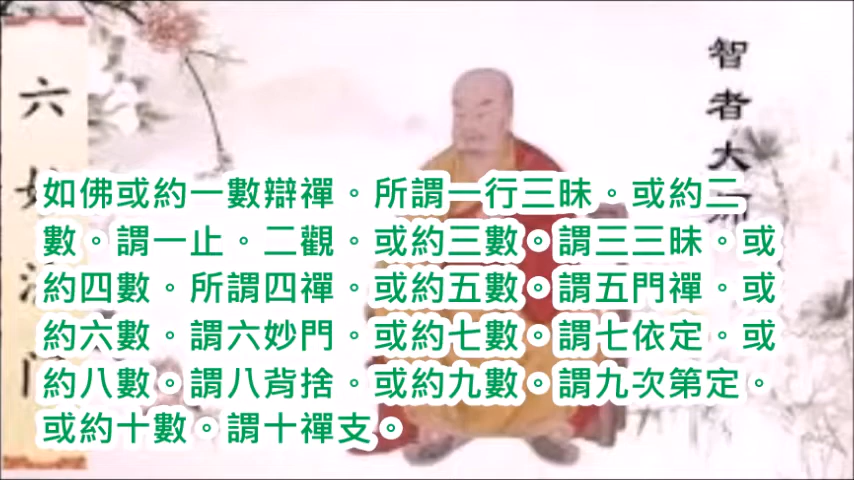 智者大
六
如佛或約一數辯禪。所謂一行三昧。或約二
數。謂一止。二觀。或約三數。謂三三昧。或
約四數。所謂四禪。或約五數。謂五門禪。或
約六數。謂六妙門。或約七數。謂七依定。或
約八數。謂八背捨。或約九數。謂九次第定。
或約十數。謂十禪支。